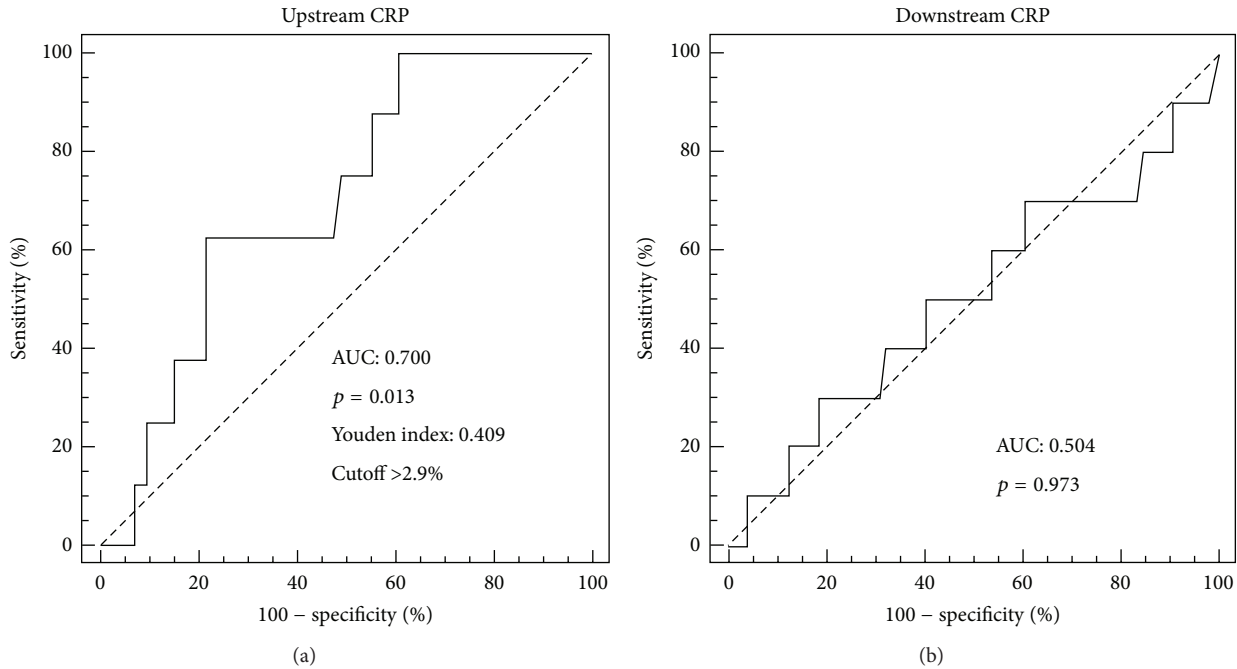 Upstream CRP
100
80
60
40
20
0
Sensitivity (%)
AUC: 0.700
p = 0.013
Youden index: 0.409
Cutoff >2.9%
0 20 40 60 80 100
100 − specificity (%)
(a)
Downstream CRP
100
80
60
40
20
0
Sensitivity (%)
AUC: 0.504
p = 0.973
0 20 40 60 80 100
100 − specificity (%)
(b)